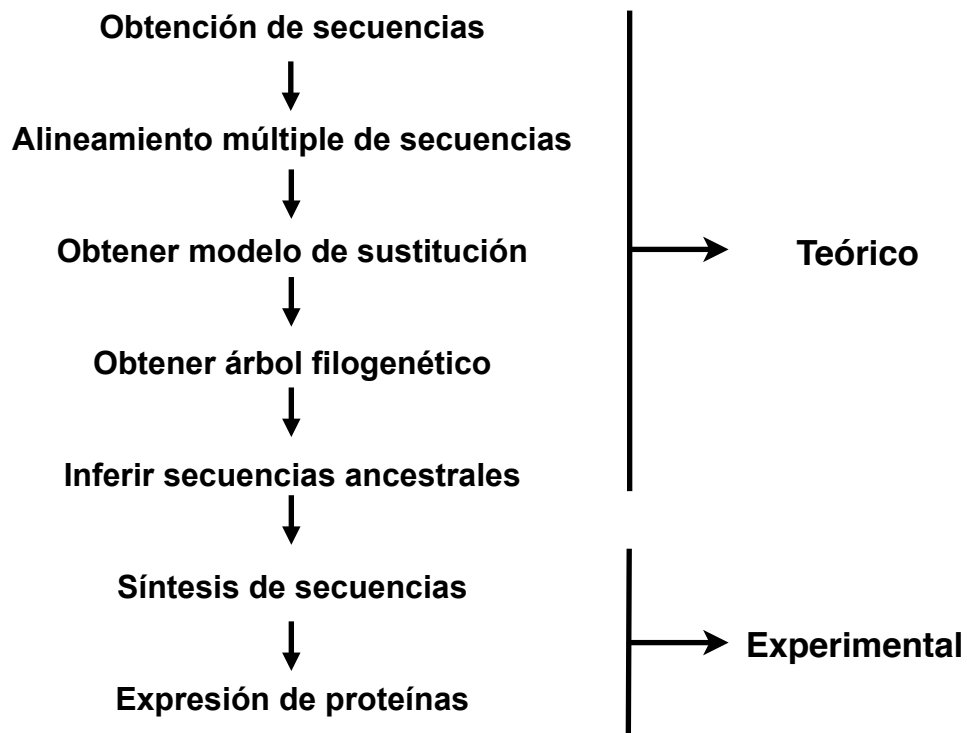 Obtención de secuencias
Alineamiento múltiple de secuencias
Obtener modelo de sustitución
Teórico
Obtener árbol filogenético
Inferir secuencias ancestrales
Síntesis de secuencias
Experimental
Expresión de proteínas